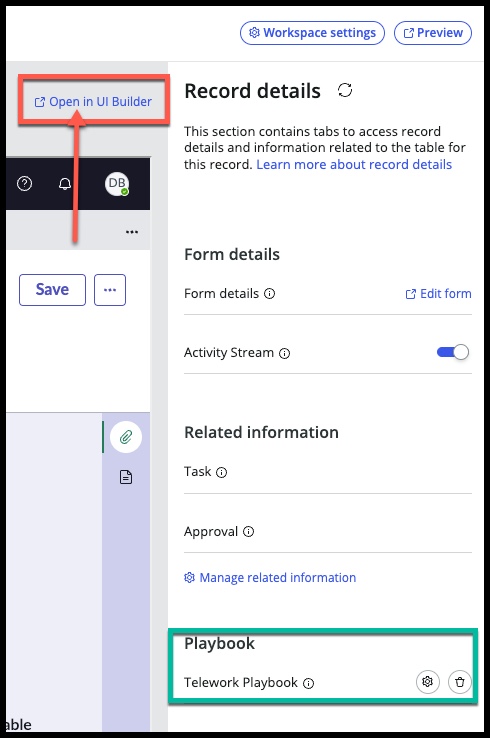 Workspace settings
Preview
Open in UI Builder
Record details
This section contains tabs to access record
details and information related to the table for
this record. Learn more about record details
DB
Save
Form details
Form details
Edit form
Activity Stream
Related information
Task
Approval
Manage related information
Playbook
Telework Playbook
able